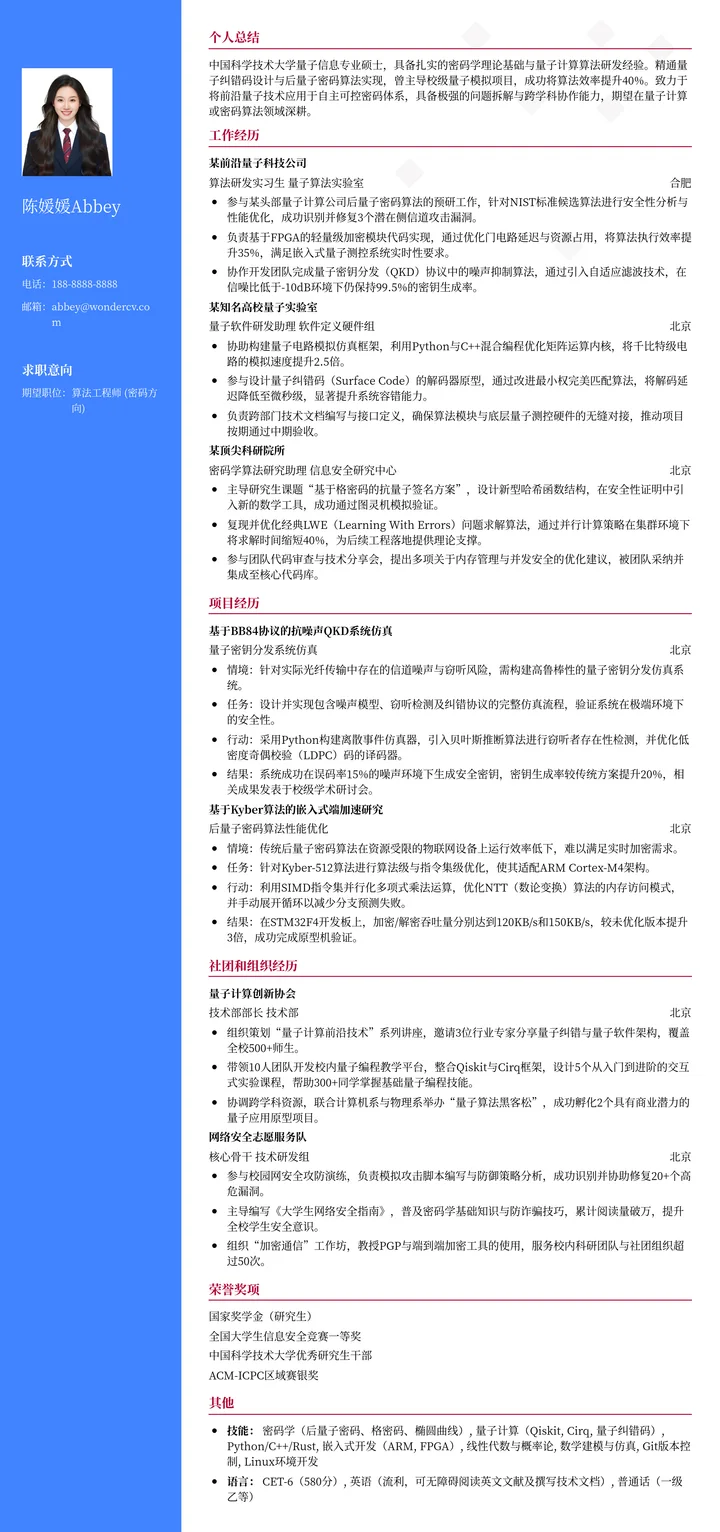 陈媛媛Abbey
联系方式
电话：188-8888-8888
邮箱：abbey@wondercv.co
m
求职意向
期望职位：算法工程师 (密码方
向)
个人总结
中国科学技术大学量子信息专业硕士，具备扎实的密码学理论基础与量子计算算法研发经验。精通量
子纠错码设计与后量子密码算法实现，曾主导校级量子模拟项目，成功将算法效率提升40%。致力于
将前沿量子技术应用于自主可控密码体系，具备极强的问题拆解与跨学科协作能力，期望在量子计算
或密码算法领域深耕。
工作经历
某前沿量子科技公司
算法研发实习生 量子算法实验室 合肥
• 参与某头部量子计算公司后量子密码算法的预研工作，针对NIST标准候选算法进行安全性分析与
性能优化，成功识别并修复3个潜在侧信道攻击漏洞。
• 负责基于FPGA的轻量级加密模块代码实现，通过优化门电路延迟与资源占用，将算法执行效率提
升35%，满足嵌入式量子测控系统实时性要求。
• 协作开发团队完成量子密钥分发（QKD）协议中的噪声抑制算法，通过引入自适应滤波技术，在
信噪比低于-10dB环境下仍保持99.5%的密钥生成率。
某知名高校量子实验室
量子软件研发助理 软件定义硬件组 北京
• 协助构建量子电路模拟仿真框架，利用Python与C++混合编程优化矩阵运算内核，将千比特级电
路的模拟速度提升2.5倍。
• 参与设计量子纠错码（Surface Code）的解码器原型，通过改进最小权完美匹配算法，将解码延
迟降低至微秒级，显著提升系统容错能力。
• 负责跨部门技术文档编写与接口定义，确保算法模块与底层量子测控硬件的无缝对接，推动项目
按期通过中期验收。
某顶尖科研院所
密码学算法研究助理 信息安全研究中心 北京
• 主导研究生课题“基于格密码的抗量子签名方案”，设计新型哈希函数结构，在安全性证明中引
入新的数学工具，成功通过图灵机模拟验证。
• 复现并优化经典LWE（Learning With Errors）问题求解算法，通过并行计算策略在集群环境下
将求解时间缩短40%，为后续工程落地提供理论支撑。
• 参与团队代码审查与技术分享会，提出多项关于内存管理与并发安全的优化建议，被团队采纳并
集成至核心代码库。
项目经历
基于BB84协议的抗噪声QKD系统仿真
量子密钥分发系统仿真 北京
• 情境：针对实际光纤传输中存在的信道噪声与窃听风险，需构建高鲁棒性的量子密钥分发仿真系
统。
• 任务：设计并实现包含噪声模型、窃听检测及纠错协议的完整仿真流程，验证系统在极端环境下
的安全性。
• 行动：采用Python构建离散事件仿真器，引入贝叶斯推断算法进行窃听者存在性检测，并优化低
密度奇偶校验（LDPC）码的译码器。
• 结果：系统成功在误码率15%的噪声环境下生成安全密钥，密钥生成率较传统方案提升20%，相
关成果发表于校级学术研讨会。
基于Kyber算法的嵌入式端加速研究
后量子密码算法性能优化 北京
• 情境：传统后量子密码算法在资源受限的物联网设备上运行效率低下，难以满足实时加密需求。
• 任务：针对Kyber-512算法进行算法级与指令集级优化，使其适配ARM Cortex-M4架构。
• 行动：利用SIMD指令集并行化多项式乘法运算，优化NTT（数论变换）算法的内存访问模式，
并手动展开循环以减少分支预测失败。
• 结果：在STM32F4开发板上，加密/解密吞吐量分别达到120KB/s和150KB/s，较未优化版本提升
3倍，成功完成原型机验证。
社团和组织经历
量子计算创新协会
技术部部长 技术部 北京
• 组织策划“量子计算前沿技术”系列讲座，邀请3位行业专家分享量子纠错与量子软件架构，覆盖
全校500+师生。
• 带领10人团队开发校内量子编程教学平台，整合Qiskit与Cirq框架，设计5个从入门到进阶的交互
式实验课程，帮助300+同学掌握基础量子编程技能。
• 协调跨学科资源，联合计算机系与物理系举办“量子算法黑客松”，成功孵化2个具有商业潜力的
量子应用原型项目。
网络安全志愿服务队
核心骨干 技术研发组 北京
• 参与校园网安全攻防演练，负责模拟攻击脚本编写与防御策略分析，成功识别并协助修复20+个高
危漏洞。
• 主导编写《大学生网络安全指南》，普及密码学基础知识与防诈骗技巧，累计阅读量破万，提升
全校学生安全意识。
• 组织“加密通信”工作坊，教授PGP与端到端加密工具的使用，服务校内科研团队与社团组织超
过50次。
荣誉奖项
国家奖学金（研究生）
全国大学生信息安全竞赛一等奖
中国科学技术大学优秀研究生干部
ACM-ICPC区域赛银奖
其他
• 技能： 密码学（后量子密码、格密码、椭圆曲线）, 量子计算（Qiskit, Cirq, 量子纠错码）,
Python/C++/Rust, 嵌入式开发（ARM, FPGA）, 线性代数与概率论, 数学建模与仿真, Git版本控
制, Linux环境开发
• 语言： CET-6（580分）, 英语（流利，可无障碍阅读英文文献及撰写技术文档）, 普通话（一级
乙等）